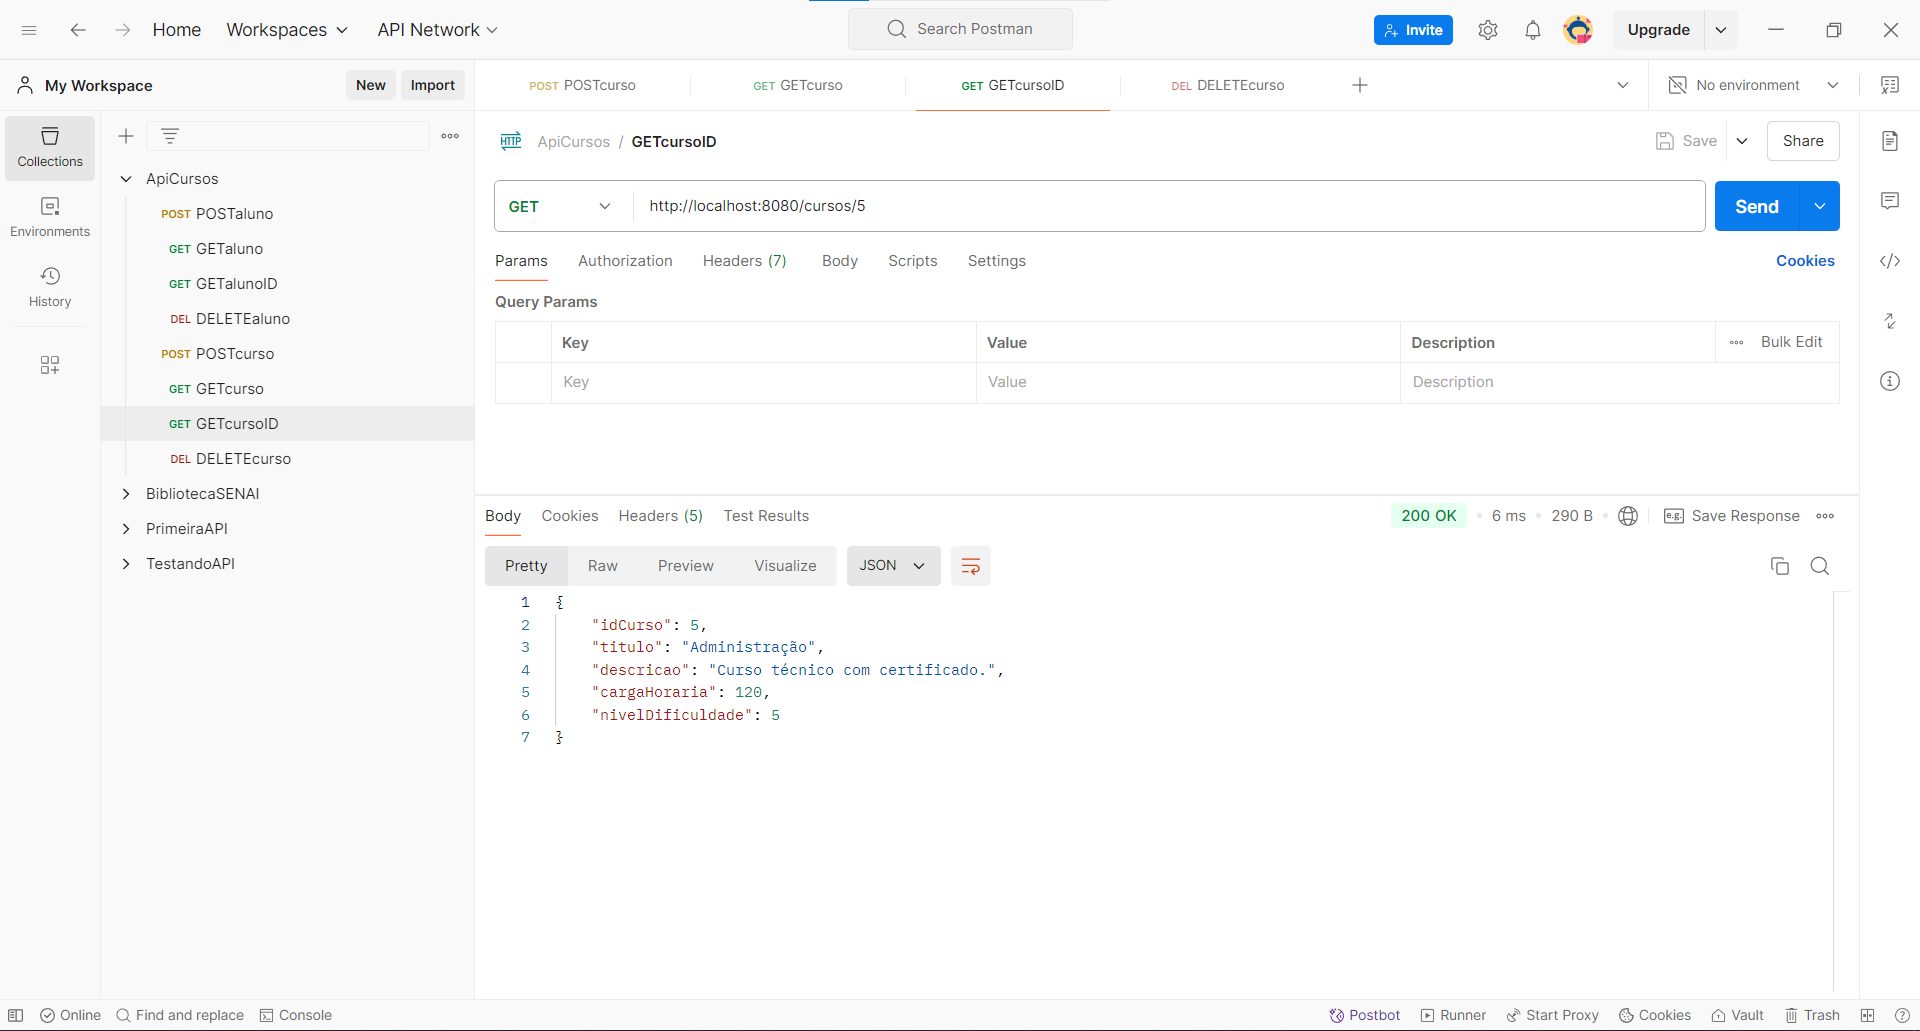 Home Workspaces API Network Search Postman Invite Upgrade
My Workspace New Import
POST POSTcurso GET GETcurso GET GETcursoID DEL DELETEcurso No environment
Collections
Environments
History
ApiCursos
POST POSTaluno
GET GETaluno
GET GETalunoID
DEL DELETEaluno
POST POSTcurso
GET GETcurso
GET GETcursoID
DEL DELETEcurso
BibliotecaSENAI
PrimeiraAPI
TestandoAPI
HTTP ApiCursos / GETcursoID Save Share
GET http://localhost:8080/cursos/5 Send
Params Authorization Headers (7) Body Scripts Settings Cookies
Query Params
Key Value Description Bulk Edit
Key Value Description
Body Cookies Headers (5) Test Results 200 OK 6 ms 290 B e.g. Save Response
Pretty Raw Preview Visualize JSON
1 {
2 "idCurso": 5,
3 "titulo": "Administração",
4 "descricao": "Curso técnico com certificado.",
5 "cargaHoraria": 120,
6 "nivelDificuldade": 5
7 }
Online Find and replace Console Postbot Runner Start Proxy Cookies Vault Trash